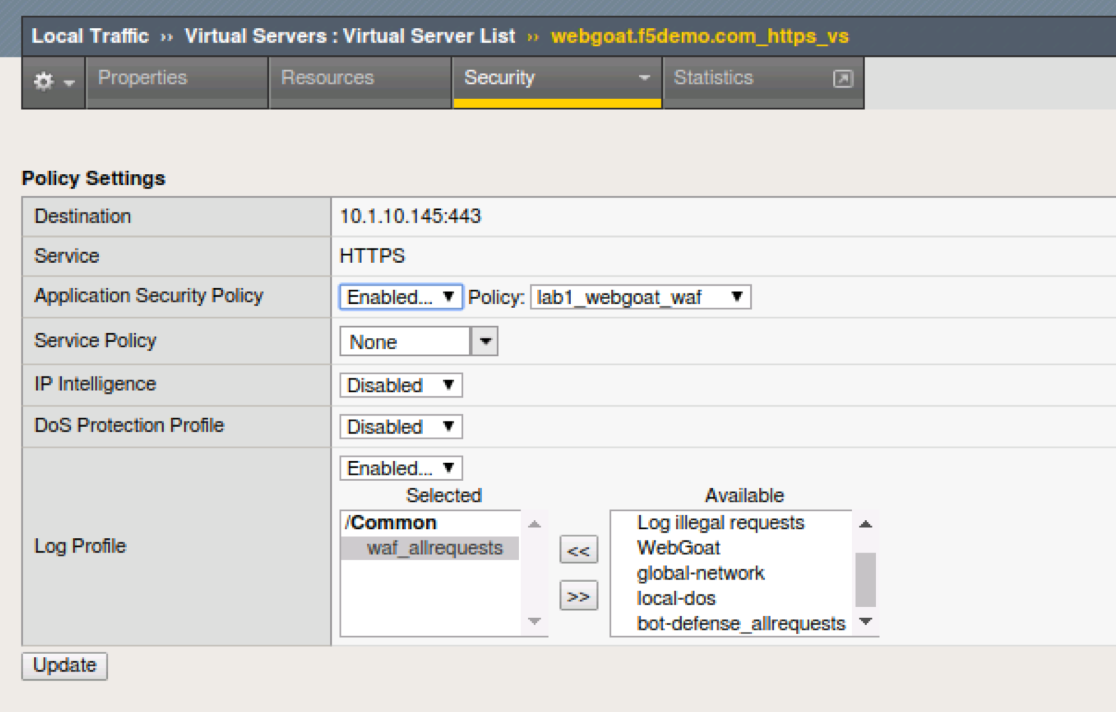 Local Traffic ›› Virtual Servers : Virtual Server List ›› webgoat.f5demo.com_https_vs
Properties Resources Security Statistics
Policy Settings
Destination 10.1.10.145:443
Service HTTPS
Application Security Policy Enabled... Policy: lab1_webgoat_waf
Service Policy None
IP Intelligence Disabled
DoS Protection Profile Disabled
Log Profile Enabled...
Selected Available
/Common
waf_allrequests
<<
>>
Log illegal requests
WebGoat
global-network
local-dos
bot-defense_allrequests
Update